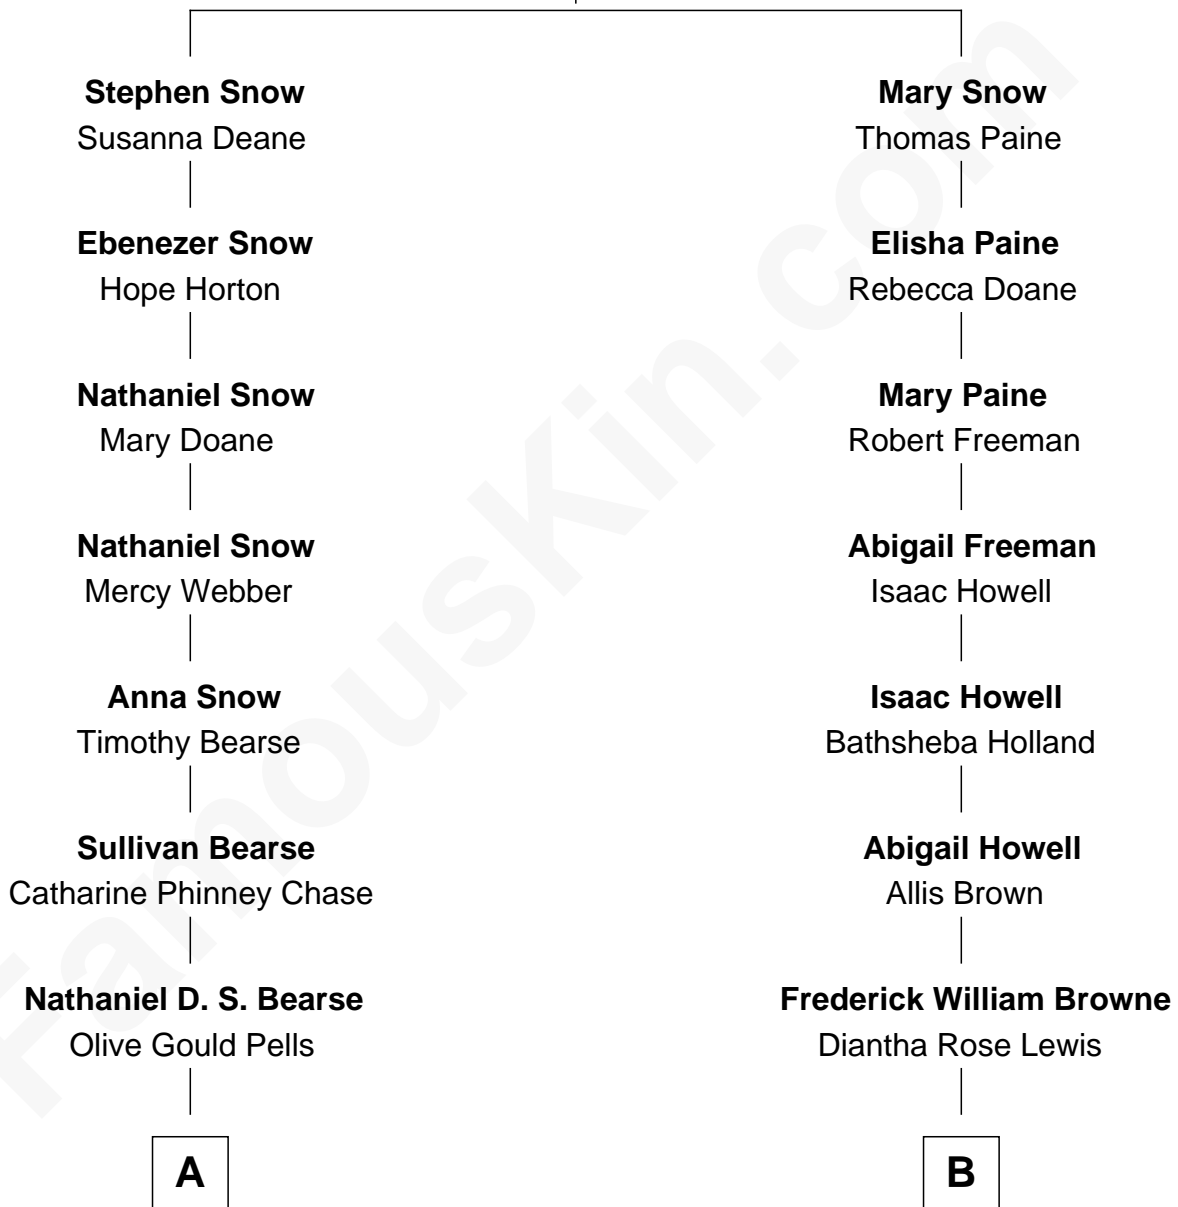 Stephen Snow
Susanna Deane
Mary Snow
Thomas Paine
Ebenezer Snow
Hope Horton
Elisha Paine
Rebecca Doane
Nathaniel Snow
Mary Doane
Mary Paine
Robert Freeman
Nathaniel Snow
Mercy Webber
Abigail Freeman
Isaac Howell
Anna Snow
Timothy Bearse
Isaac Howell
Bathsheba Holland
Sullivan Bearse
Catharine Phinney Chase
Abigail Howell
Allis Brown
Nathaniel D. S. Bearse
Olive Gould Pells
Frederick William Browne
Diantha Rose Lewis
A
B
FamousKin.com